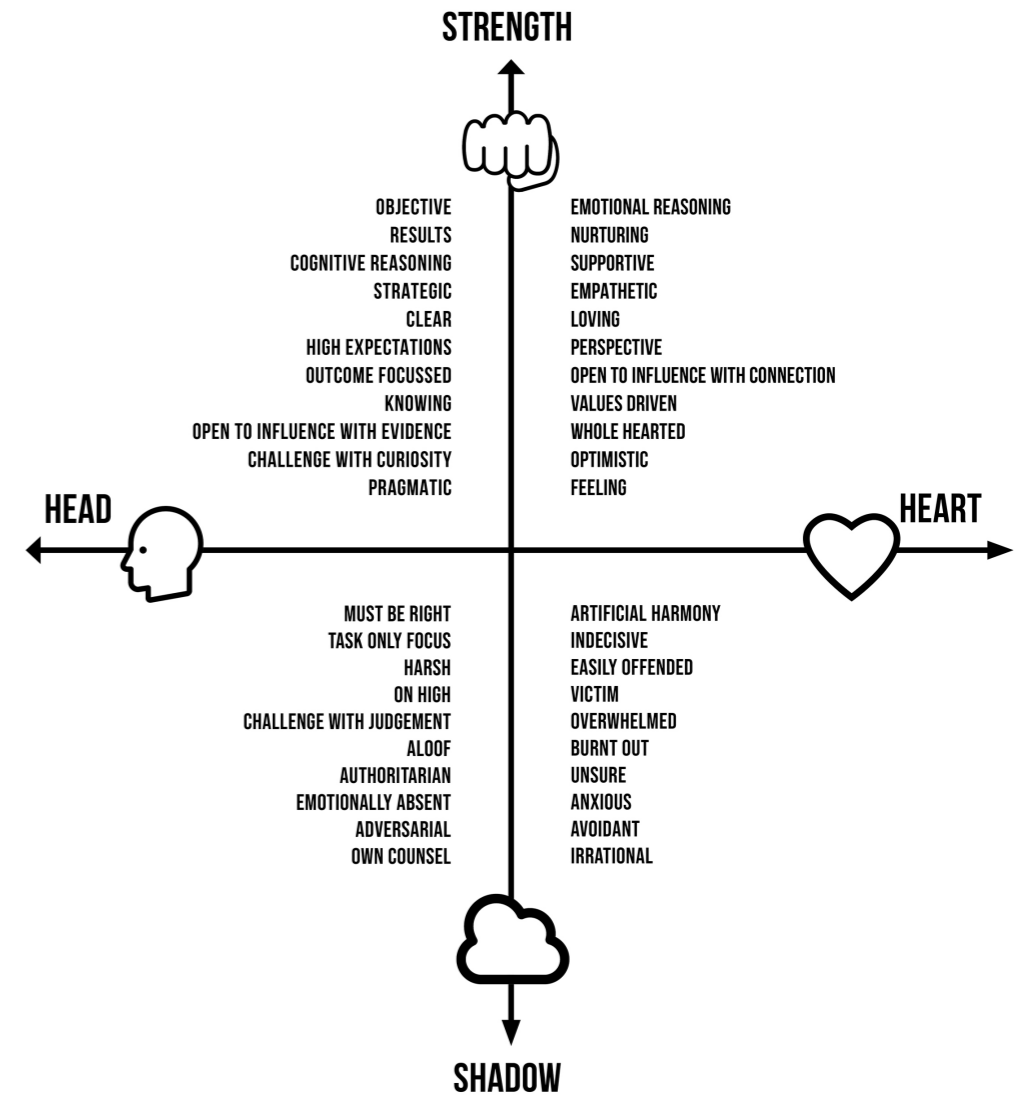 STRENGTH
OBJECTIVE
RESULTS
COGNITIVE REASONING
STRATEGIC
CLEAR
HIGH EXPECTATIONS
OUTCOME FOCUSSED
KNOWING
OPEN TO INFLUENCE WITH EVIDENCE
CHALLENGE WITH CURIOSITY
PRAGMATIC
EMOTIONAL REASONING
NURTURING
SUPPORTIVE
EMPATHETIC
LOVING
PERSPECTIVE
OPEN TO INFLUENCE WITH CONNECTION
VALUES DRIVEN
WHOLE HEARTED
OPTIMISTIC
FEELING
HEAD
HEART
MUST BE RIGHT
TASK ONLY FOCUS
HARSH
ON HIGH
CHALLENGE WITH JUDGEMENT
ALOOF
AUTHORITARIAN
EMOTIONALLY ABSENT
ADVERSARIAL
OWN COUNSEL
ARTIFICIAL HARMONY
INDECISIVE
EASILY OFFENDED
VICTIM
OVERWHELMED
BURNT OUT
UNSURE
ANXIOUS
AVOIDANT
IRRATIONAL
SHADOW